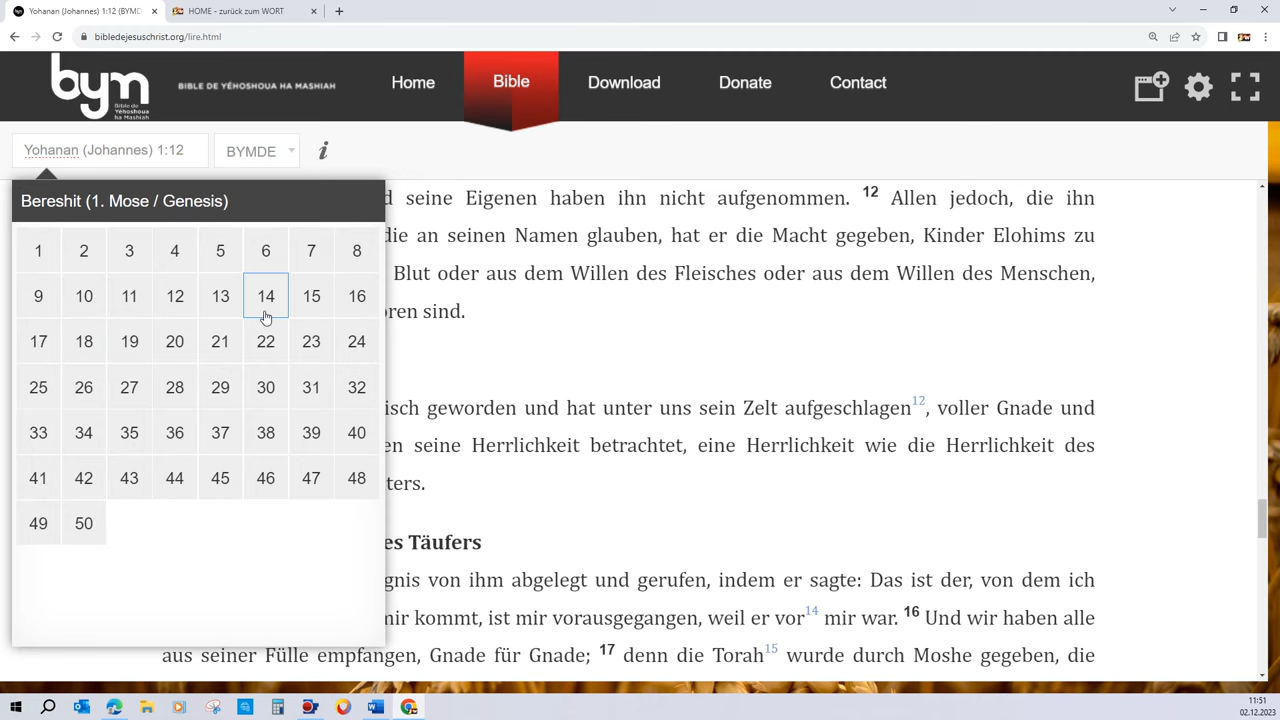 Yohanan (Johannes) 1:12 (BYMD
HOME - zurück zum WORT
bibledejesuschrist.org/lire.html
bym
Bible de
Yéhoshoua
ha Mashiah
BIBLE DE YÉHOSHOUA HA MASHIAH
Home
Bible
Download
Donate
Contact
Yohanan (Johannes) 1:12
BYMDE
i
Bereshit (1. Mose / Genesis)
1 2 3 4 5 6 7 8
9 10 11 12 13 14 15 16
17 18 19 20 21 22 23 24
25 26 27 28 29 30 31 32
33 34 35 36 37 38 39 40
41 42 43 44 45 46 47 48
49 50
d seine Eigenen haben ihn nicht aufgenommen. 12 Allen jedoch, die ihn
die an seinen Namen glauben, hat er die Macht gegeben, Kinder Elohims zu
Blut oder aus dem Willen des Fleisches oder aus dem Willen des Menschen,
oren sind.
isch geworden und hat unter uns sein Zelt aufgeschlagen12, voller Gnade und
en seine Herrlichkeit betrachtet, eine Herrlichkeit wie die Herrlichkeit des
ters.
es Täufers
gnis von ihm abgelegt und gerufen, indem er sagte: Das ist der, von dem ich
mir kommt, ist mir vorausgegangen, weil er vor14 mir war. 16 Und wir haben alle
aus seiner Fülle empfangen, Gnade für Gnade; 17 denn die Torah15 wurde durch Moshe gegeben, die
11:51
02.12.2023